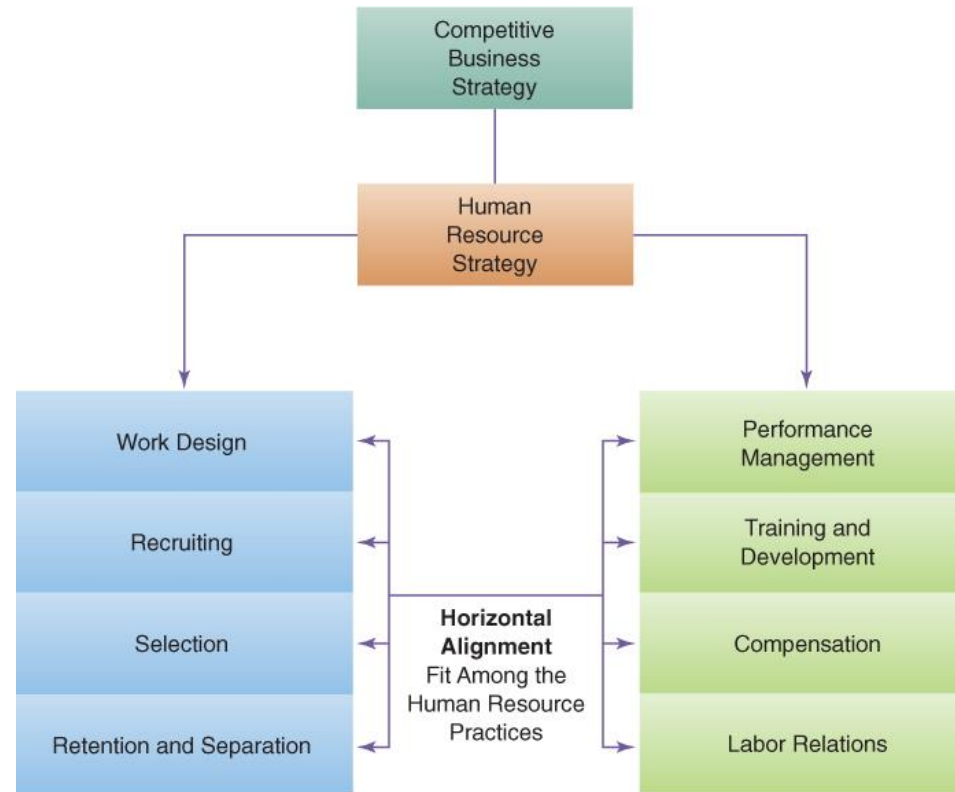 Competitive
Business
Strategy
Human
Resource
Strategy
Work Design
Recruiting
Selection
Retention and Separation
Horizontal
Alignment
Fit Among the
Human Resource
Practices
Performance
Management
Training and
Development
Compensation
Labor Relations